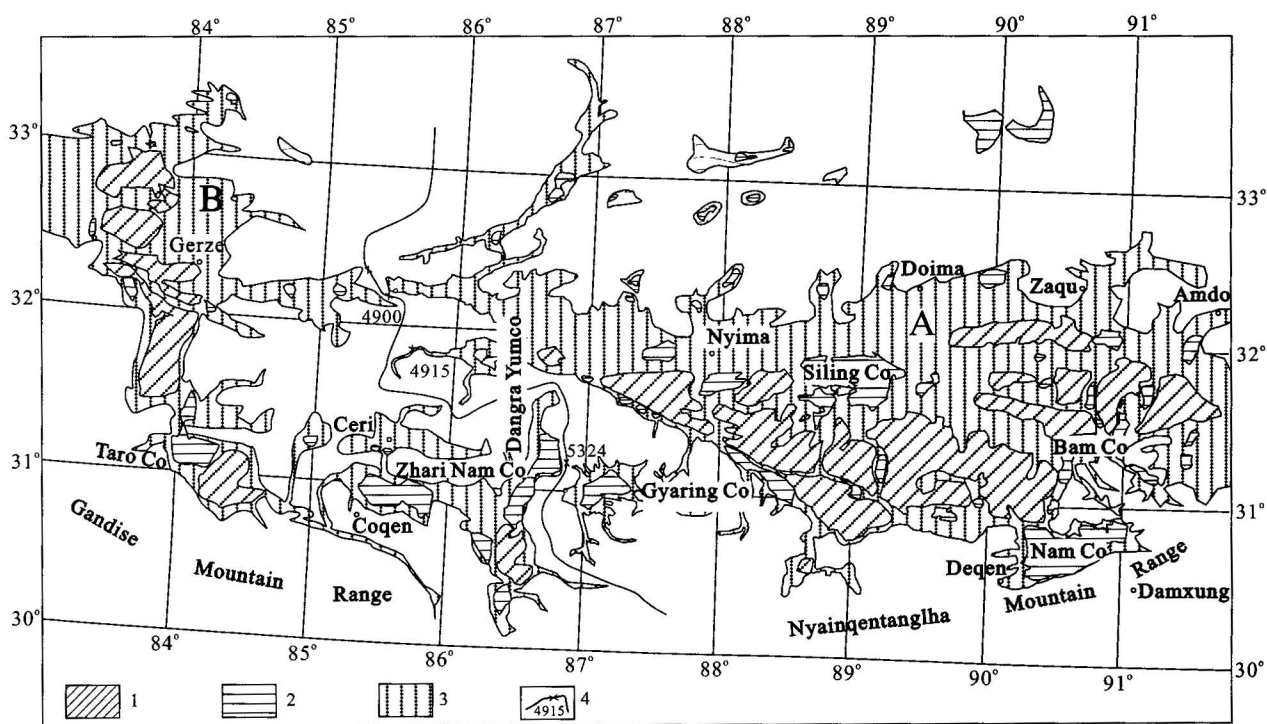 84° 85° 86° 87° 88° 89° 90° 91°
33°
33°
B
Gerze
32°
Doima
Zaqu
Amdo
4900
A
Nyima
32°
4915
Dangra Yumco
Siling Co
Ceri
Taro Co
31°
Zhari Nam Co
5324
Gyaring Co
Bam Co
31°
Coqen
Gandise
Mountain
Range
Deqen
Nam Co
Range
Mountain
Damxung
Nyainqentanglha
30°
30°
84° 85° 86° 87° 88° 89° 90° 91°
1 2 3 4915 4